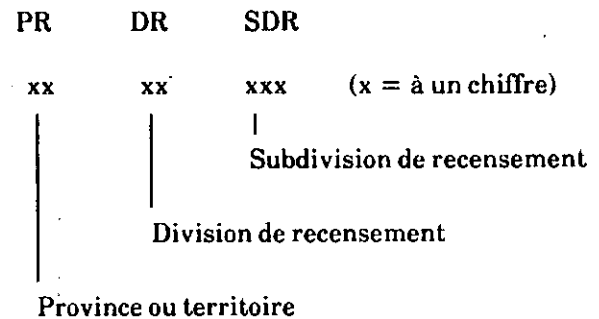 PR DR SDR
xx xx xxx (x = à un chiffre)
Subdivision de recensement
Division de recensement
Province ou territoire